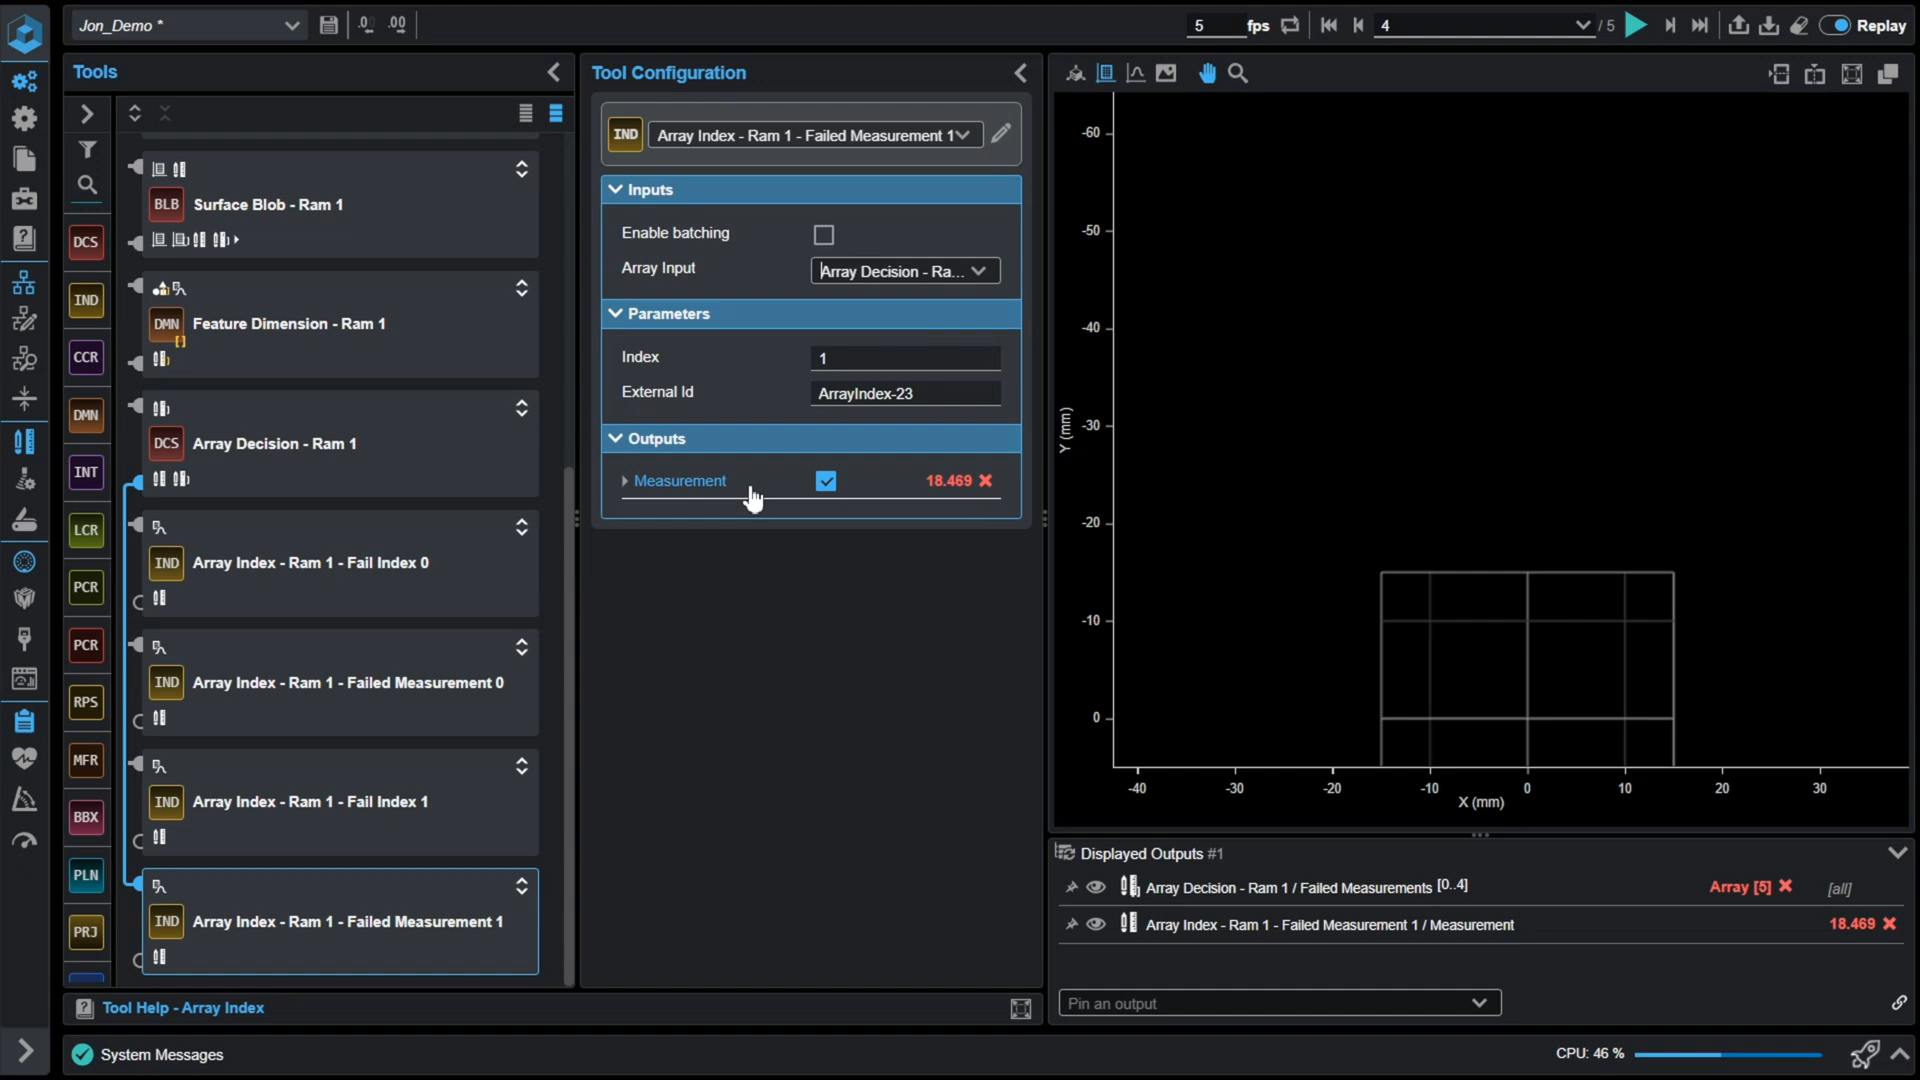 Jon_Demo *
5 fps
4 / 5
Replay
Tools
DCS
IND
CCR
DMN
INT
LCR
PCR
PCR
RPS
MFR
BBX
PLN
PRJ
BLB Surface Blob - Ram 1
DMN Feature Dimension - Ram 1
DCS Array Decision - Ram 1
IND Array Index - Ram 1 - Fail Index 0
IND Array Index - Ram 1 - Failed Measurement 0
IND Array Index - Ram 1 - Fail Index 1
IND Array Index - Ram 1 - Failed Measurement 1
Tool Help - Array Index
Tool Configuration
IND Array Index - Ram 1 - Failed Measurement 1
Inputs
Enable batching
Array Input Array Decision - Ra...
Parameters
Index 1
External Id ArrayIndex-23
Outputs
Measurement 18.469
-60
-50
-40
-30
-20
-10
0
Y (mm)
-40 -30 -20 -10 0 10 20 30
X (mm)
Displayed Outputs #1
Array Decision - Ram 1 / Failed Measurements [0..4] Array [5] [all]
Array Index - Ram 1 - Failed Measurement 1 / Measurement 18.469
Pin an output
System Messages
CPU: 46 %